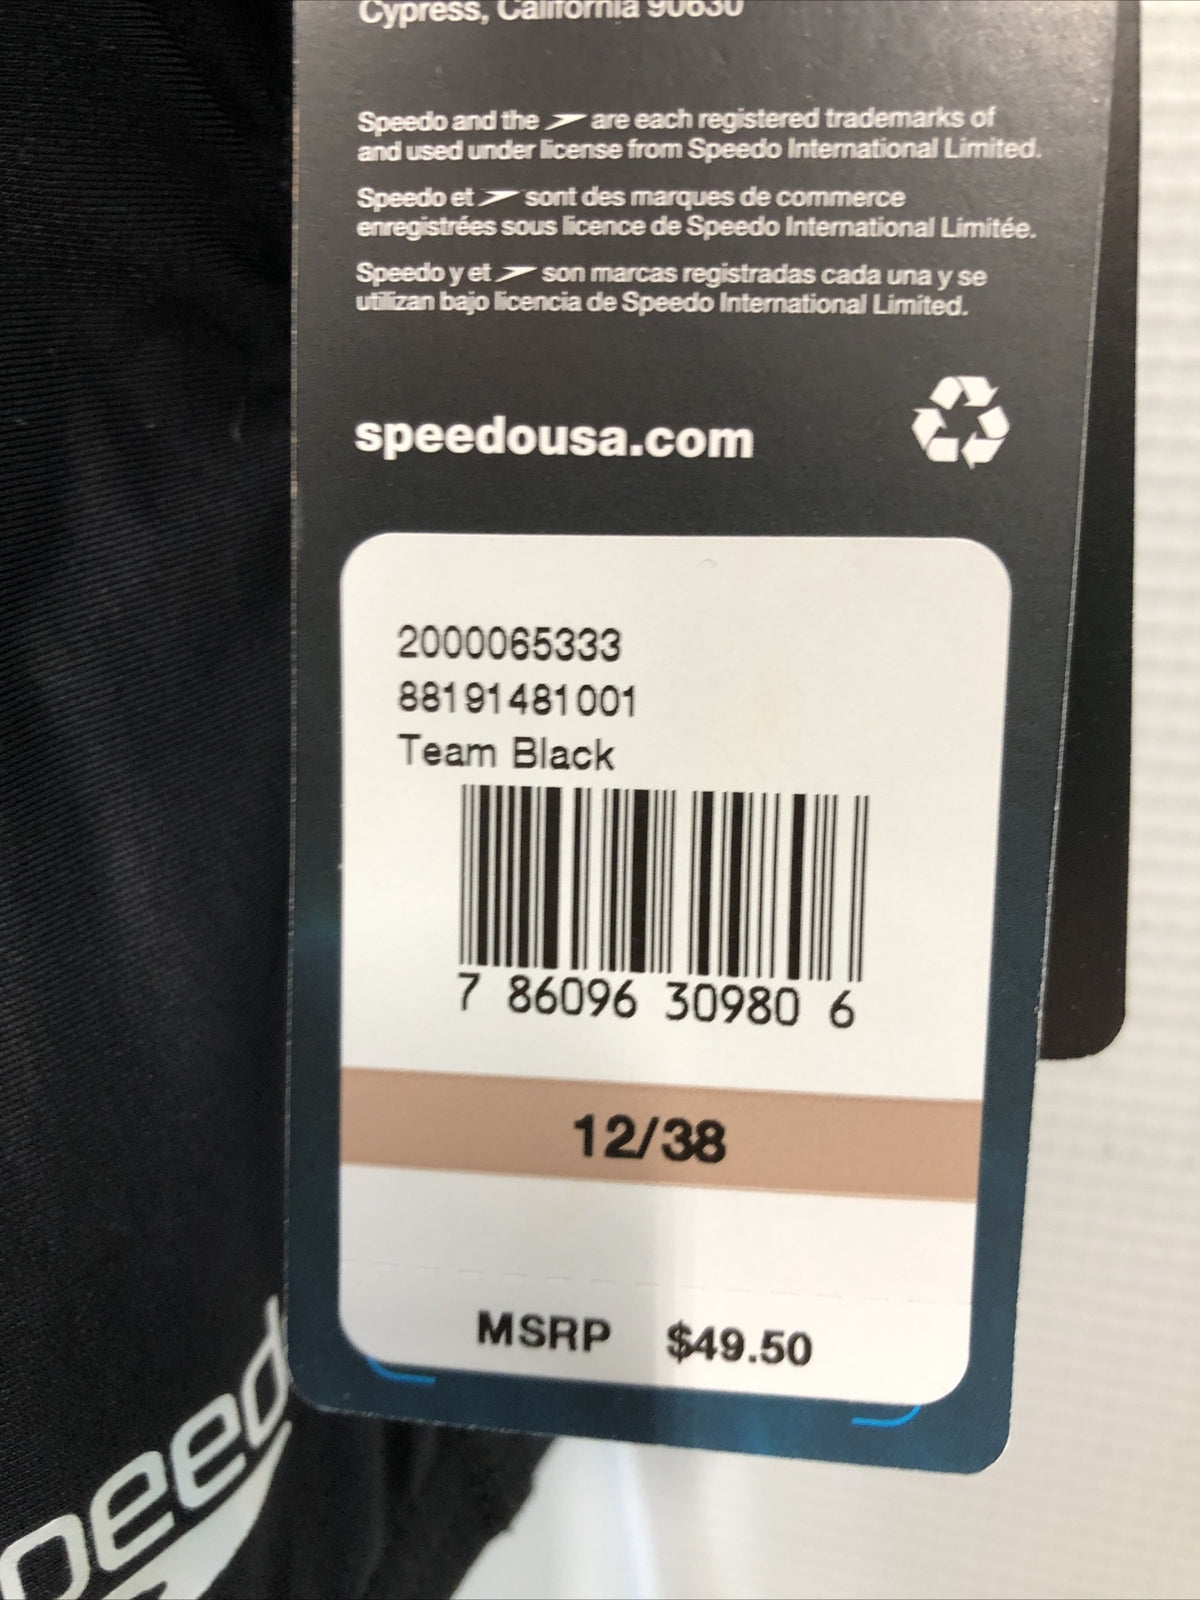 Cypress, California 90630
Speedo and the are each registered trademarks of
and used under license from Speedo International Limited.
Speedo et sont des marques de commerce
enregistrées sous licence de Speedo International Limitée.
Speedo y et son marcas registradas cada una y se
utilizan bajo licencia de Speedo International Limited.
speedousa.com
2000065333
88191481001
Team Black
7 86096 30980 6
12/38
MSRP $49.50
peed